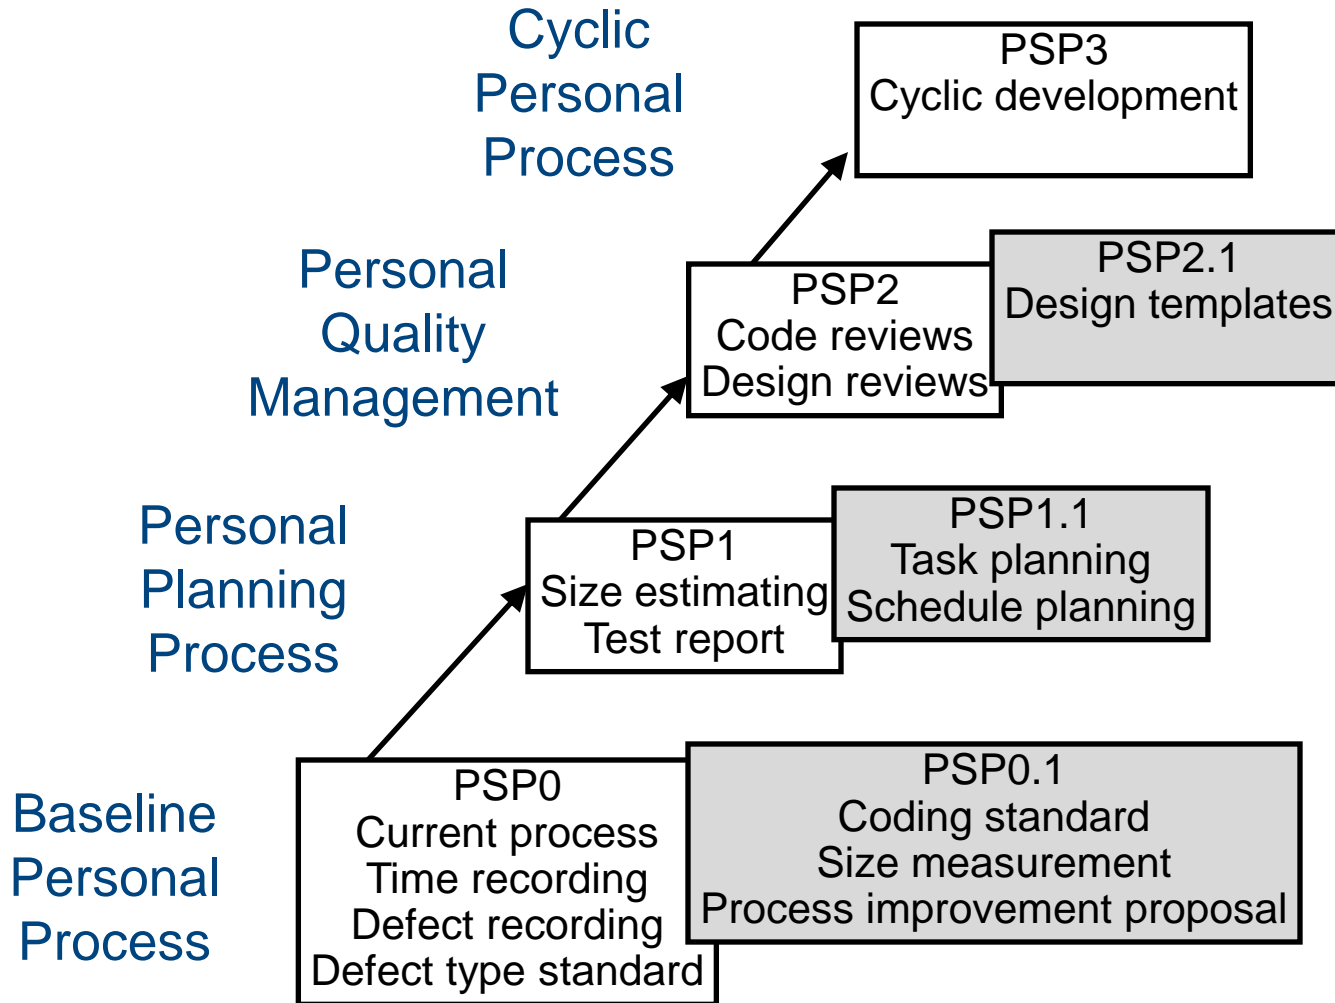 Cyclic
Personal
Process
PSP3
Cyclic development
Personal
Quality
Management
PSP2
Code reviews
Design reviews
PSP2.1
Design templates
Personal
Planning
Process
PSP1
Size estimating
Test report
PSP1.1
Task planning
Schedule planning
Baseline
Personal
Process
PSP0
Current process
Time recording
Defect recording
Defect type standard
PSP0.1
Coding standard
Size measurement
Process improvement proposal